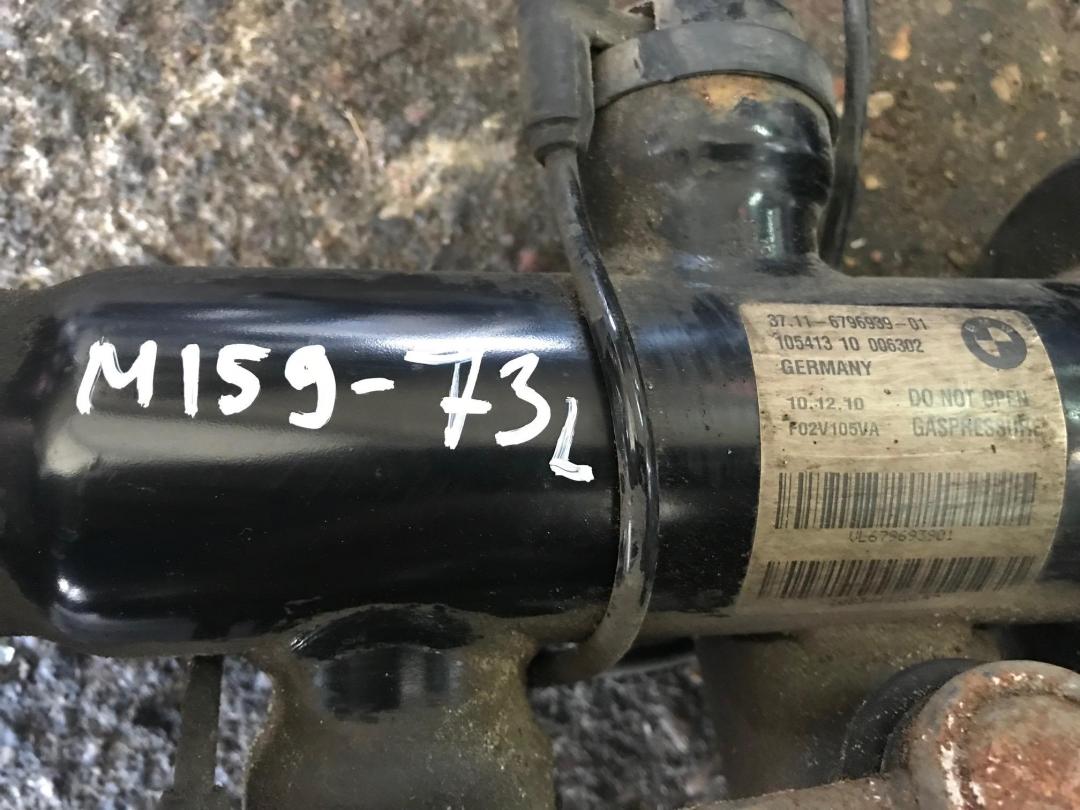 M159-73L
37.11-6796939-01
105413 10 006302
GERMANY
10.12.10
DO NOT OPEN
F02V105VA
GASPRESSURE
VL679693901